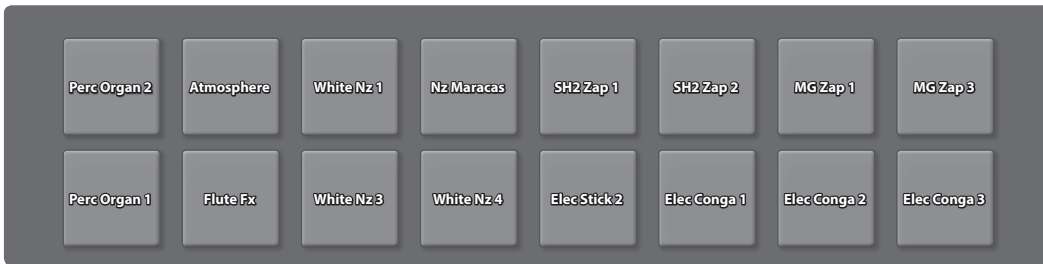 Perc Organ 2 Atmosphere White Nz 1 Nz Maracas SH2 Zap 1 SH2 Zap 2 MG Zap 1 MG Zap 3
Perc Organ 1 Flute Fx White Nz 3 White Nz 4 Elec Stick 2 Elec Conga 1 Elec Conga 2 Elec Conga 3